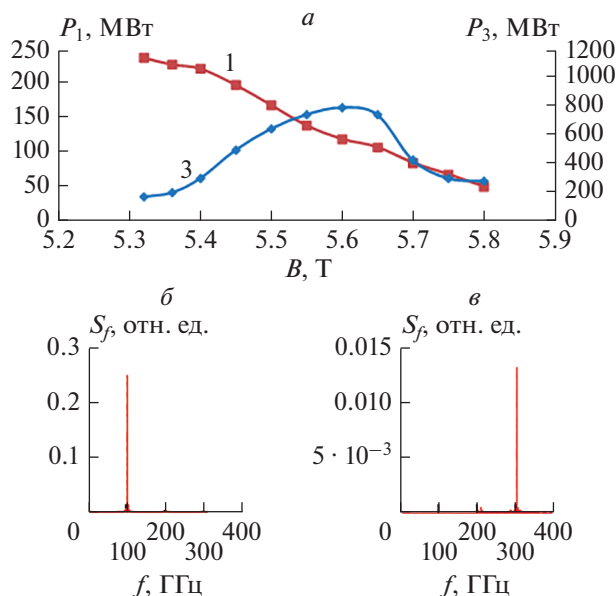 а
P₁, МВт P₃, МВт
250 1200
200 1000
150 800
100 600
50 400
0 200
0
1
3
5.2 5.3 5.4 5.5 5.6 5.7 5.8 5.9
B, Т
б
S_f, отн. ед.
0.3
0.2
0.1
0 200 400
100 300
f, ГГц
в
S_f, отн. ед.
0.015
0.010
5 · 10⁻³
0 200 400
100 300
f, ГГц